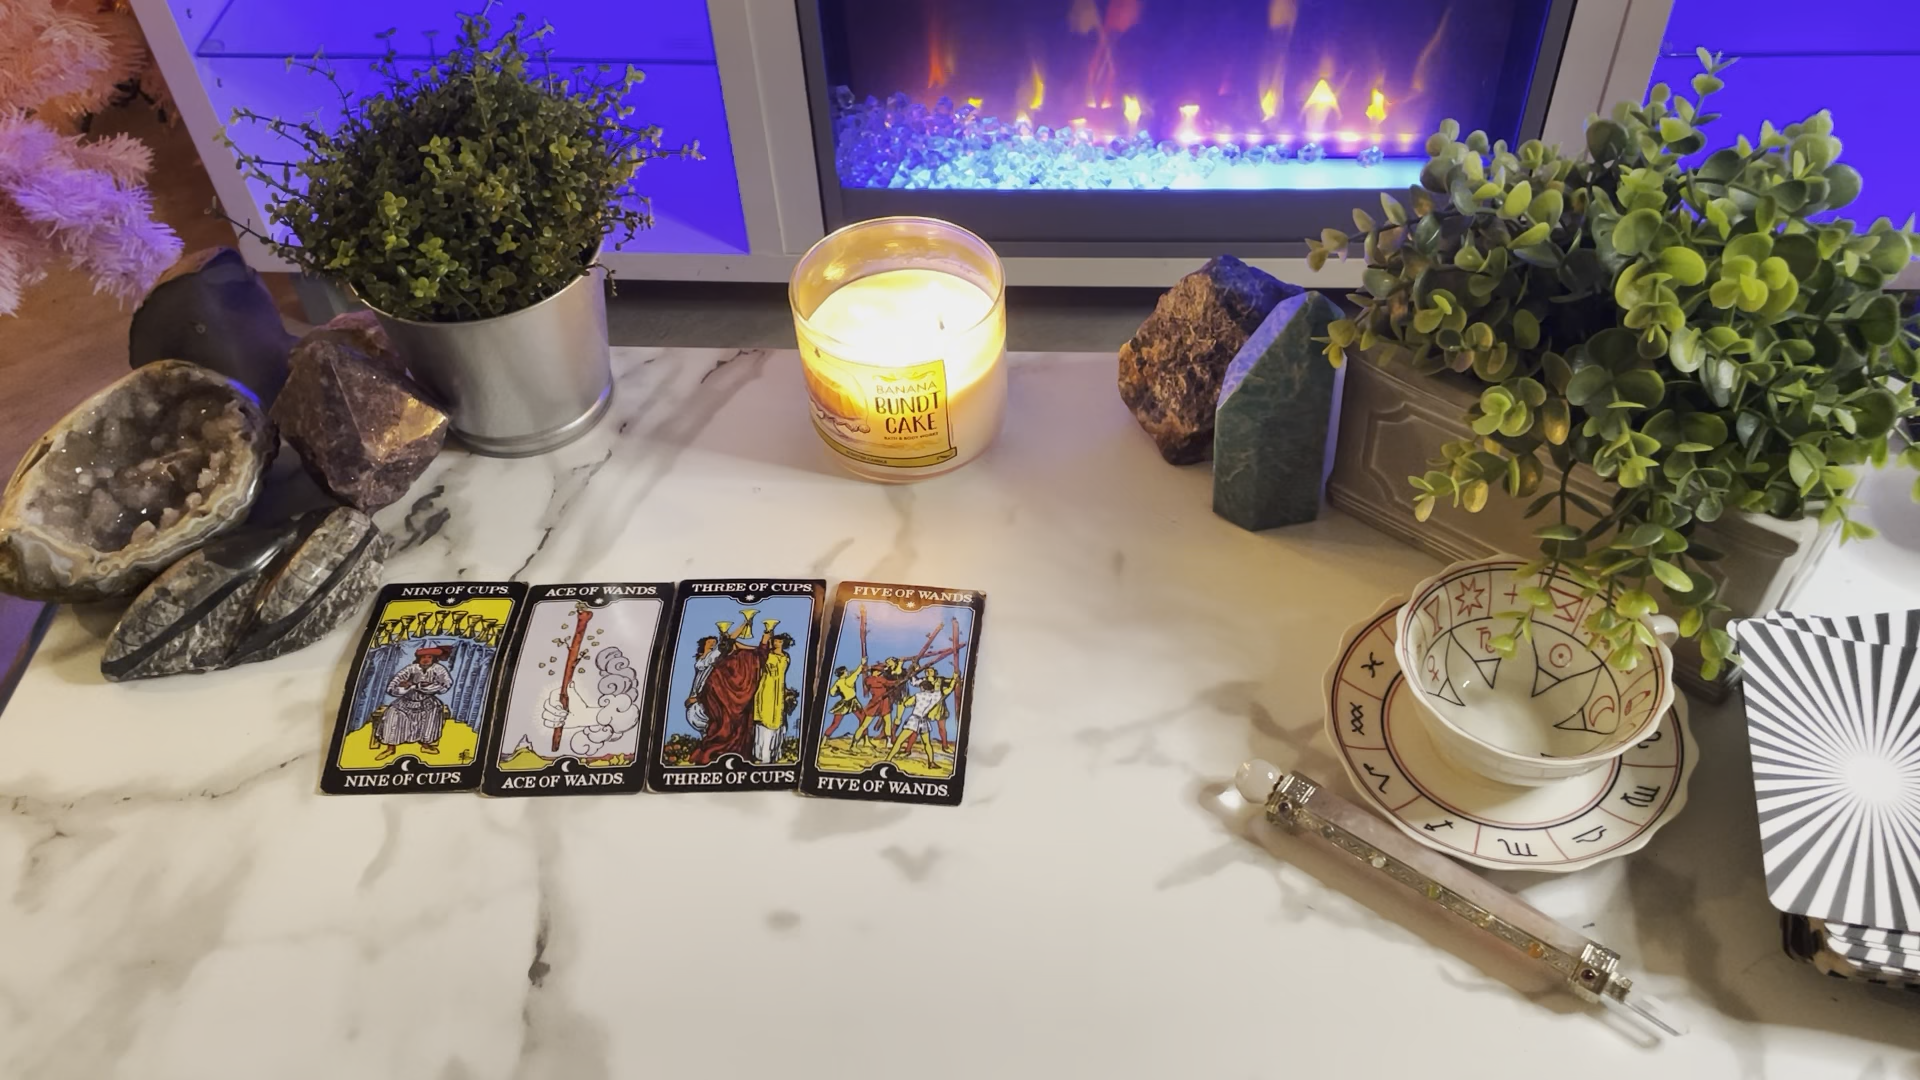 BANANA
BUNDT
CAKE
BATH & BODY WORKS
NINE OF CUPS.
ACE OF WANDS.
THREE OF CUPS.
FIVE OF WANDS.
NINE OF CUPS.
ACE OF WANDS.
THREE OF CUPS.
FIVE OF WANDS.